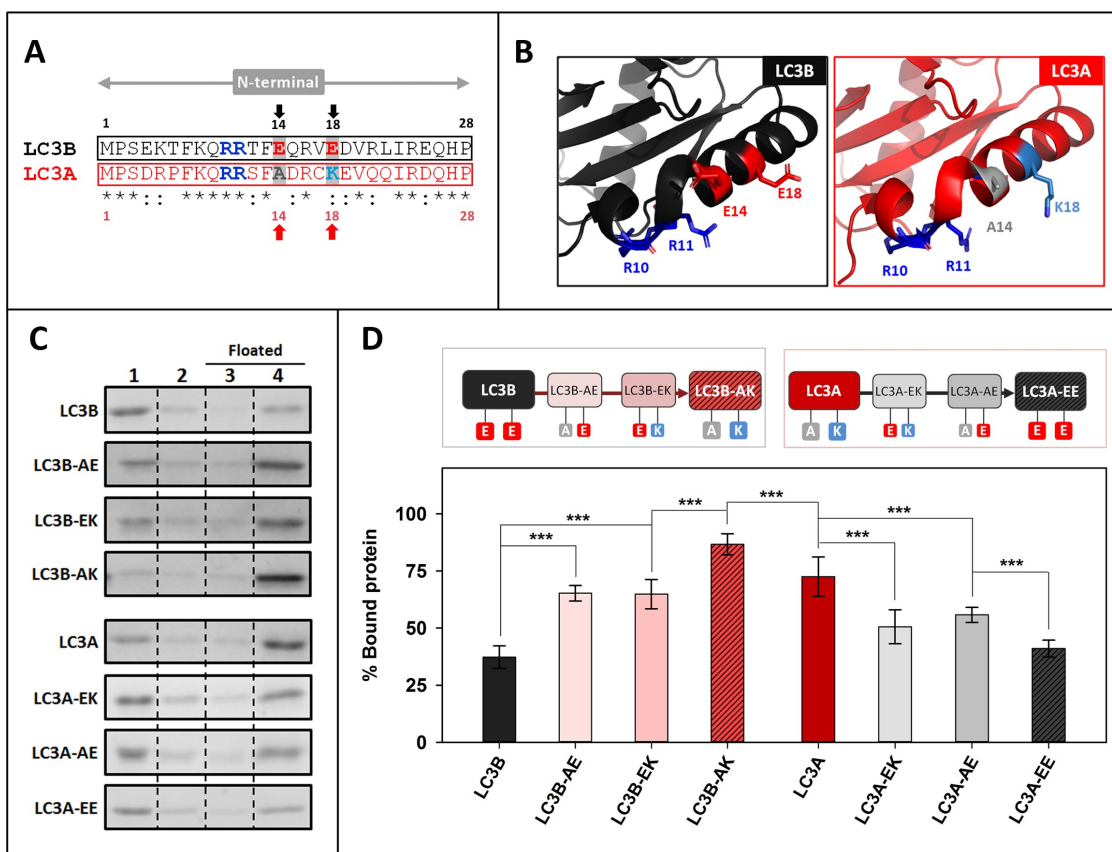 A
N-terminal
1 14 18 28
LC3B MPSEKTFKQRRTFEQRVEDVRLIREQHP
LC3A MPSDRPFKQRRSFADRCKEVQQIRDQHP
1 14 18 28
B
LC3B
E14
E18
R11
R10
LC3A
K18
A14
R10
R11
C
Floated
1 2 3 4
LC3B
LC3B-AE
LC3B-EK
LC3B-AK
LC3A
LC3A-EK
LC3A-AE
LC3A-EE
D
LC3B LC3B-AE LC3B-EK LC3B-AK
E E A E E K A K
LC3A LC3A-EK LC3A-AE LC3A-EE
A K E K A E E E
% Bound protein
100
75
50
25
0
*** *** *** *** *** *** ***
LC3B LC3B-AE LC3B-EK LC3B-AK LC3A LC3A-EK LC3A-AE LC3A-EE